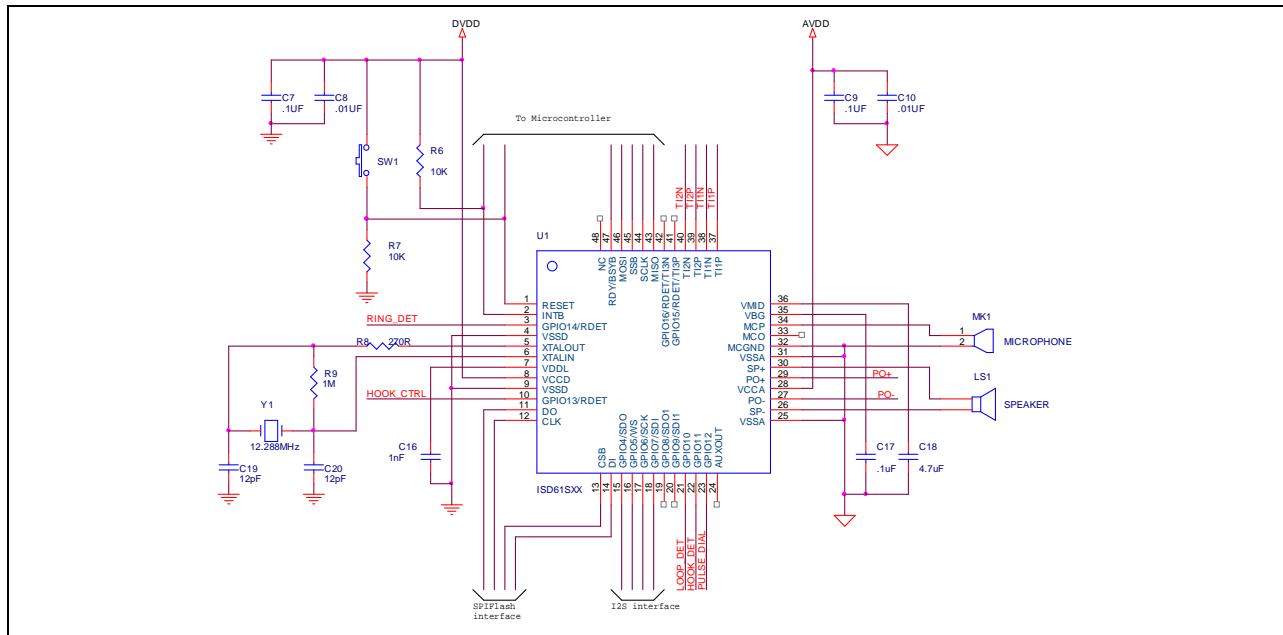 DVDD
AVDD
C7
.1UF
C8
.01UF
C9
.1UF
C10
.01UF
To Microcontroller
SW1
R6
10K
R7
10K
TI2N
TI2P
TI1N
TI1P
U1
48
47
46
45
44
43
42
41
40
39
38
37
NC
RDY/BSYB
MOSI
SSB
SCLK
MISO
GPIO16/RDET/TI3N
GPIO15/RDET/TI3P
TI2N
TI2P
TI1N
TI1P
1 RESET
2 INTB
3 GPIO14/RDET
4 VSSD
5 XTALOUT
6 XTALIN
7 VDDL
8 VCCD
9 VSSD
10 GPIO13/RDET
11 DO
12 CLK
VMID 36
VBG 35
MCP 34
MCO 33
MCGND 32
VSSA 31
SP+ 30
PO+ 29
VCCA 28
PO- 27
SP- 26
VSSA 25
RING_DET
R8 270R
R9
1M
HOOK_CTRL
Y1
12.288MHz
C19
12pF
C20
12pF
C16
1nF
MK1
1
2
MICROPHONE
PO+
PO-
LS1
SPEAKER
C17
.1uF
C18
4.7uF
CSB
DI
GPIO4/SDO
GPIO5/WS
GPIO6/SCK
GPIO7/SDI
GPIO8/SDO1
GPIO9/SDI1
GPIO10
GPIO11
GPIO12
AUXOUT
ISD61SXX
13
14
15
16
17
18
19
20
21
22
23
24
LOOP_DET
HOOK_DET
PULSE_DIAL
SPIFlash
interface
I2S interface